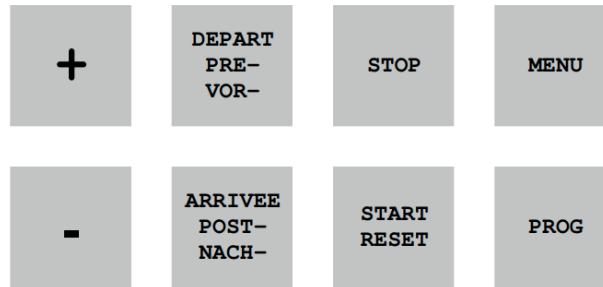 +
DEPART
PRE-
VOR-
STOP
MENU
-
ARRIVEE
POST-
NACH-
START
RESET
PROG